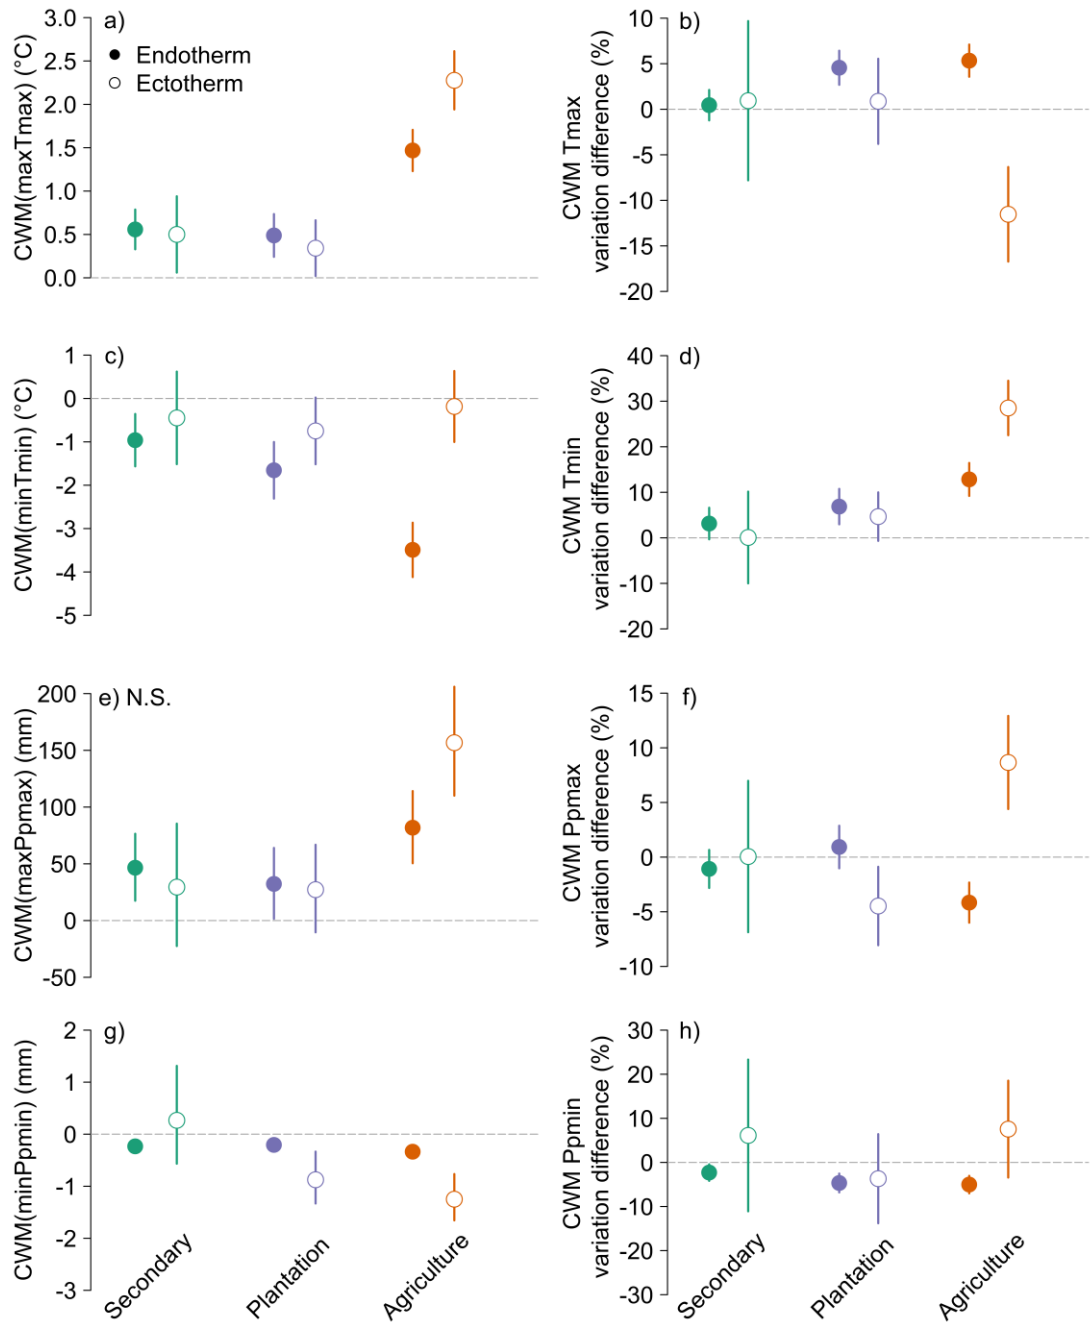 a)
Endotherm
Ectotherm
CWM(maxTmax) (°C)
3.0
2.5
2.0
1.5
1.0
0.5
0.0
b)
CWM Tmax
variation difference (%)
10
5
0
-5
-10
-15
-20
c)
CWM(minTmin) (°C)
1
0
-1
-2
-3
-4
-5
d)
CWM Tmin
variation difference (%)
40
30
20
10
0
-10
-20
e) N.S.
CWM(maxPpmax) (mm)
200
150
100
50
0
-50
f)
CWM Ppmax
variation difference (%)
15
10
5
0
-5
-10
g)
CWM(minPpmin) (mm)
2
1
0
-1
-2
-3
Secondary
Plantation
Agriculture
h)
CWM Ppmin
variation difference (%)
30
20
10
0
-10
-20
-30
Secondary
Plantation
Agriculture